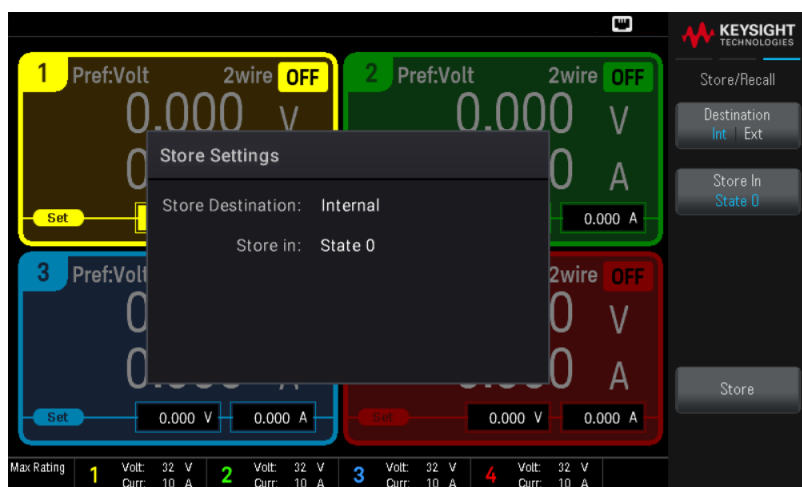 KEYSIGHT
TECHNOLOGIES
Store/Recall
Destination
Int Ext
Store In
State 0
Store
1 Pref:Volt 2wire OFF
0.000 V
Set
2 Pref:Volt 2wire OFF
0.000 V
A
0.000 A
Store Settings
Store Destination: Internal
Store in: State 0
3 Pref:Volt
Set 0.000 V 0.000 A
2wire OFF
V
A
Set 0.000 V 0.000 A
Max Rating 1 Volt: 32 V 2 Volt: 32 V 3 Volt: 32 V 4 Volt: 32 V
Curr: 10 A Curr: 10 A Curr: 10 A Curr: 10 A